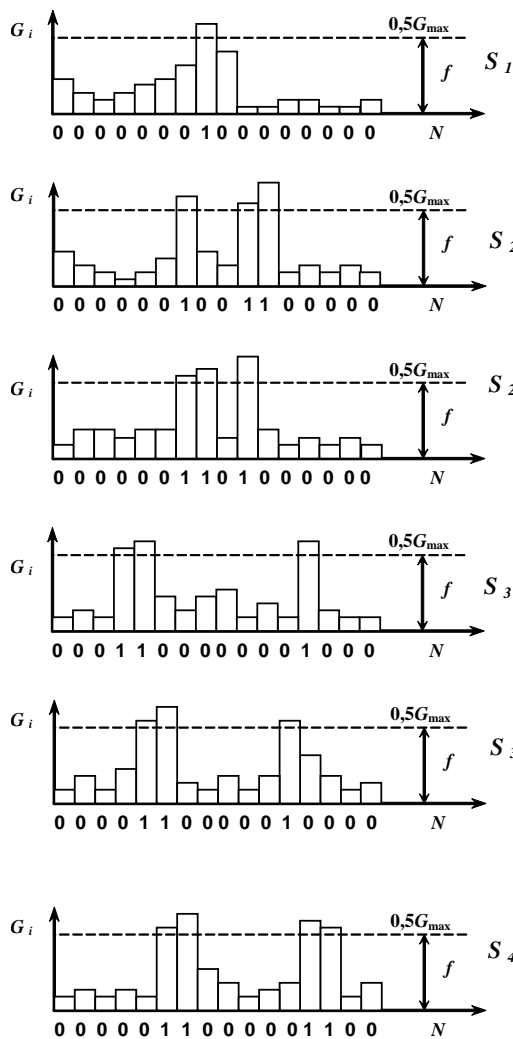 G i 0,5Gmax f S 1
0 0 0 0 0 0 0 1 0 0 0 0 0 0 0 0 N
G i 0,5Gmax f S 2
0 0 0 0 0 0 1 0 0 1 1 0 0 0 0 0 N
G i 0,5Gmax f S 2
0 0 0 0 0 0 1 1 0 1 0 0 0 0 0 0 N
G i 0,5Gmax f S 3
0 0 0 1 1 0 0 0 0 0 0 0 1 0 0 0 N
G i 0,5Gmax f S 3
0 0 0 0 1 1 0 0 0 0 0 1 0 0 0 0 N
G i 0,5Gmax f S 4
0 0 0 0 0 1 1 0 0 0 0 0 1 1 0 0 N